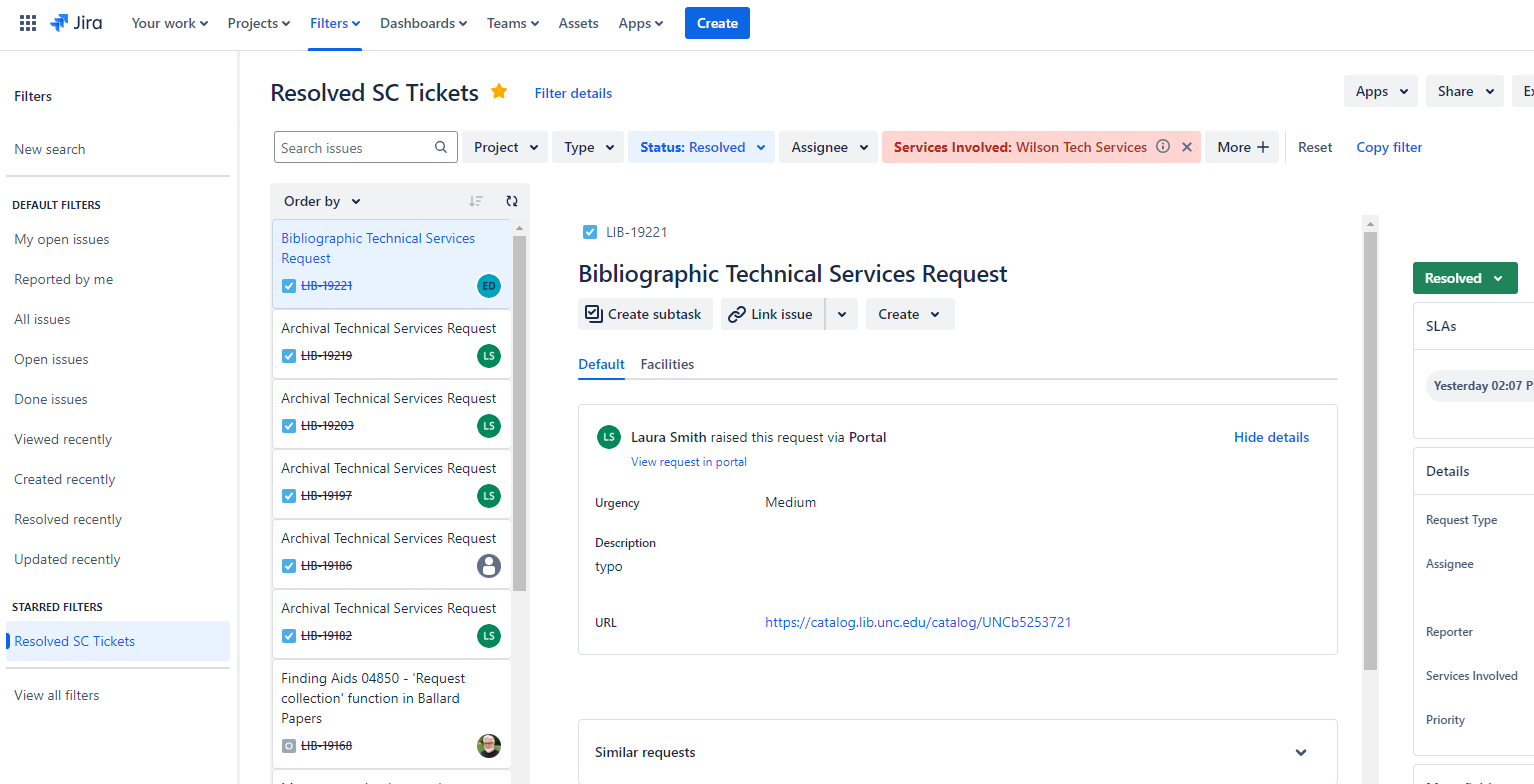 Jira Your work Projects Filters Dashboards Teams Assets Apps Create
Filters
New search
DEFAULT FILTERS
My open issues
Reported by me
All issues
Open issues
Done issues
Viewed recently
Created recently
Resolved recently
Updated recently
STARRED FILTERS
Resolved SC Tickets
View all filters
Resolved SC Tickets Filter details
Apps Share Ex
Search issues Project Type Status: Resolved Assignee Services Involved: Wilson Tech Services More Reset Copy filter
Order by
Bibliographic Technical Services
Request
LIB-19221 ED
Archival Technical Services Request
LIB-19219 LS
Archival Technical Services Request
LIB-19203 LS
Archival Technical Services Request
LIB-19197 LS
Archival Technical Services Request
LIB-19186
Archival Technical Services Request
LIB-19182 LS
Finding Aids 04850 - 'Request
collection' function in Ballard
Papers
LIB-19168
LIB-19221
Bibliographic Technical Services Request
Create subtask Link issue Create
Default Facilities
LS Laura Smith raised this request via Portal Hide details
View request in portal
Urgency Medium
Description
typo
URL https://catalog.lib.unc.edu/catalog/UNCb5253721
Similar requests
Resolved
SLAs
Yesterday 02:07 P
Details
Request Type
Assignee
Reporter
Services Involved
Priority